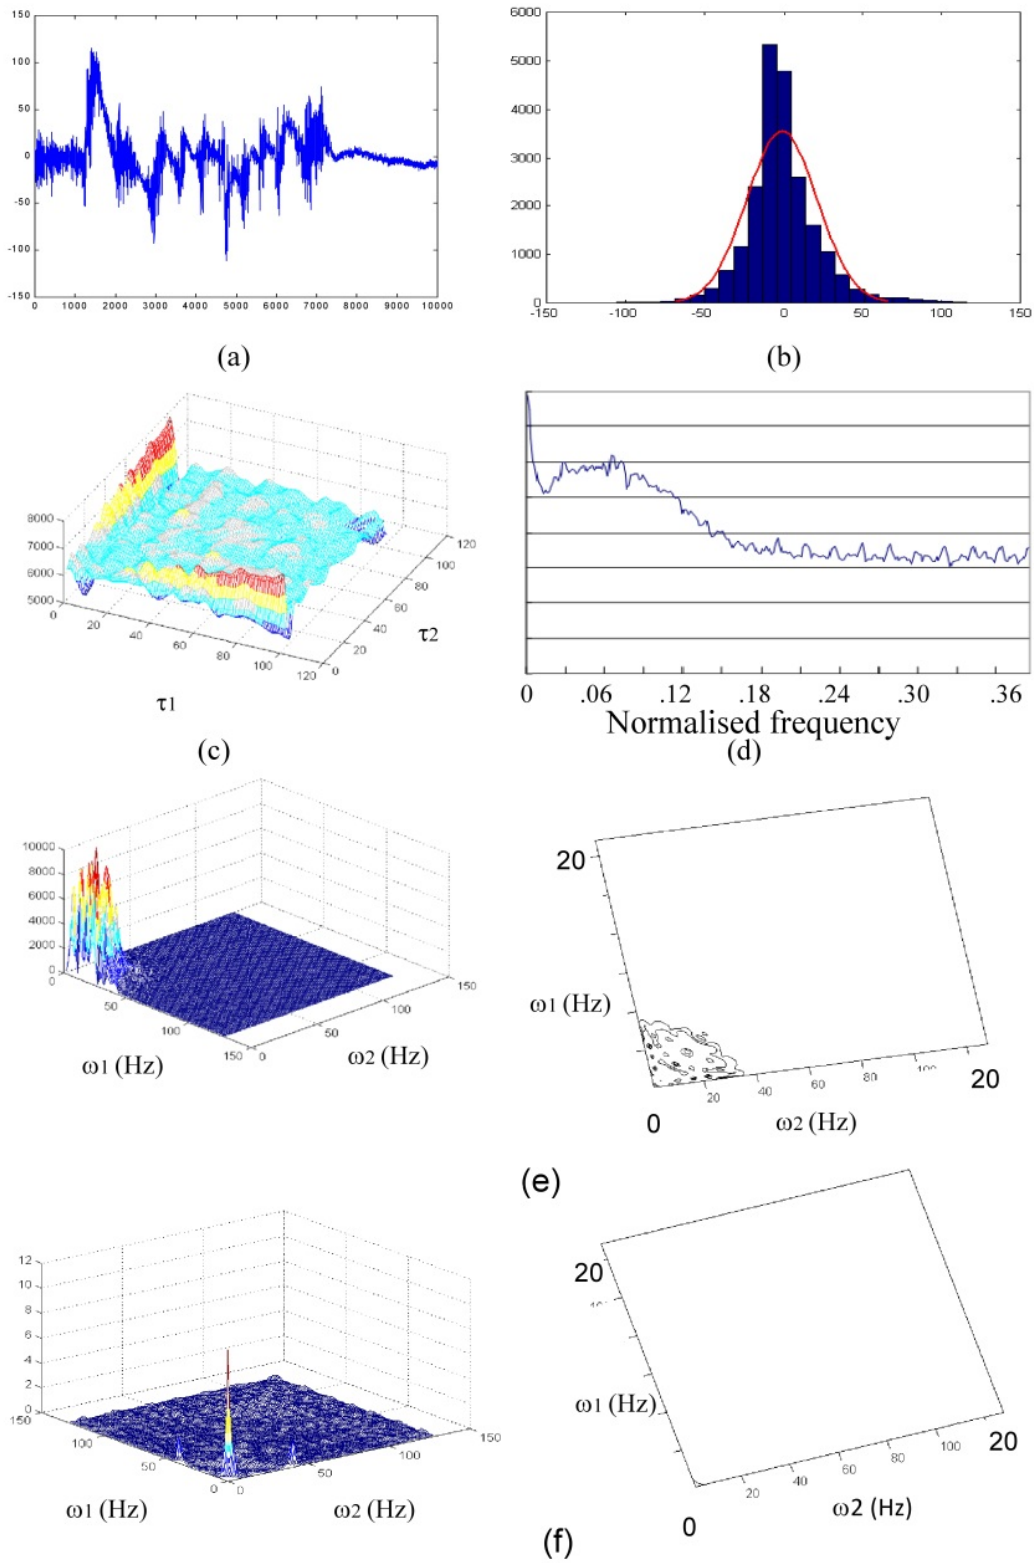 150
100
50
0
-50
-100
-150
0 1000 2000 3000 4000 5000 6000 7000 8000 9000 10000
(a)
6000
5000
4000
3000
2000
1000
0
-150 -100 -50 0 50 100 150
(b)
8000
7000
6000
5000
0 20 40 60 80 100 120
0 20 40 60 80 100 120
τ1
τ2
(c)
0 .06 .12 .18 .24 .30 .36
Normalised frequency
(d)
10000
8000
6000
4000
2000
0
0 50 100 150
0 50 100 150
ω1 (Hz)
ω2 (Hz)
20
ω1 (Hz)
20 40 60 80
20
0
ω2 (Hz)
(e)
12
10
8
6
4
2
0
150 100 50 0
0 50 100 150
ω1 (Hz)
ω2 (Hz)
20
ω1 (Hz)
20 40 60 80 100
20
0
ω2 (Hz)
(f)